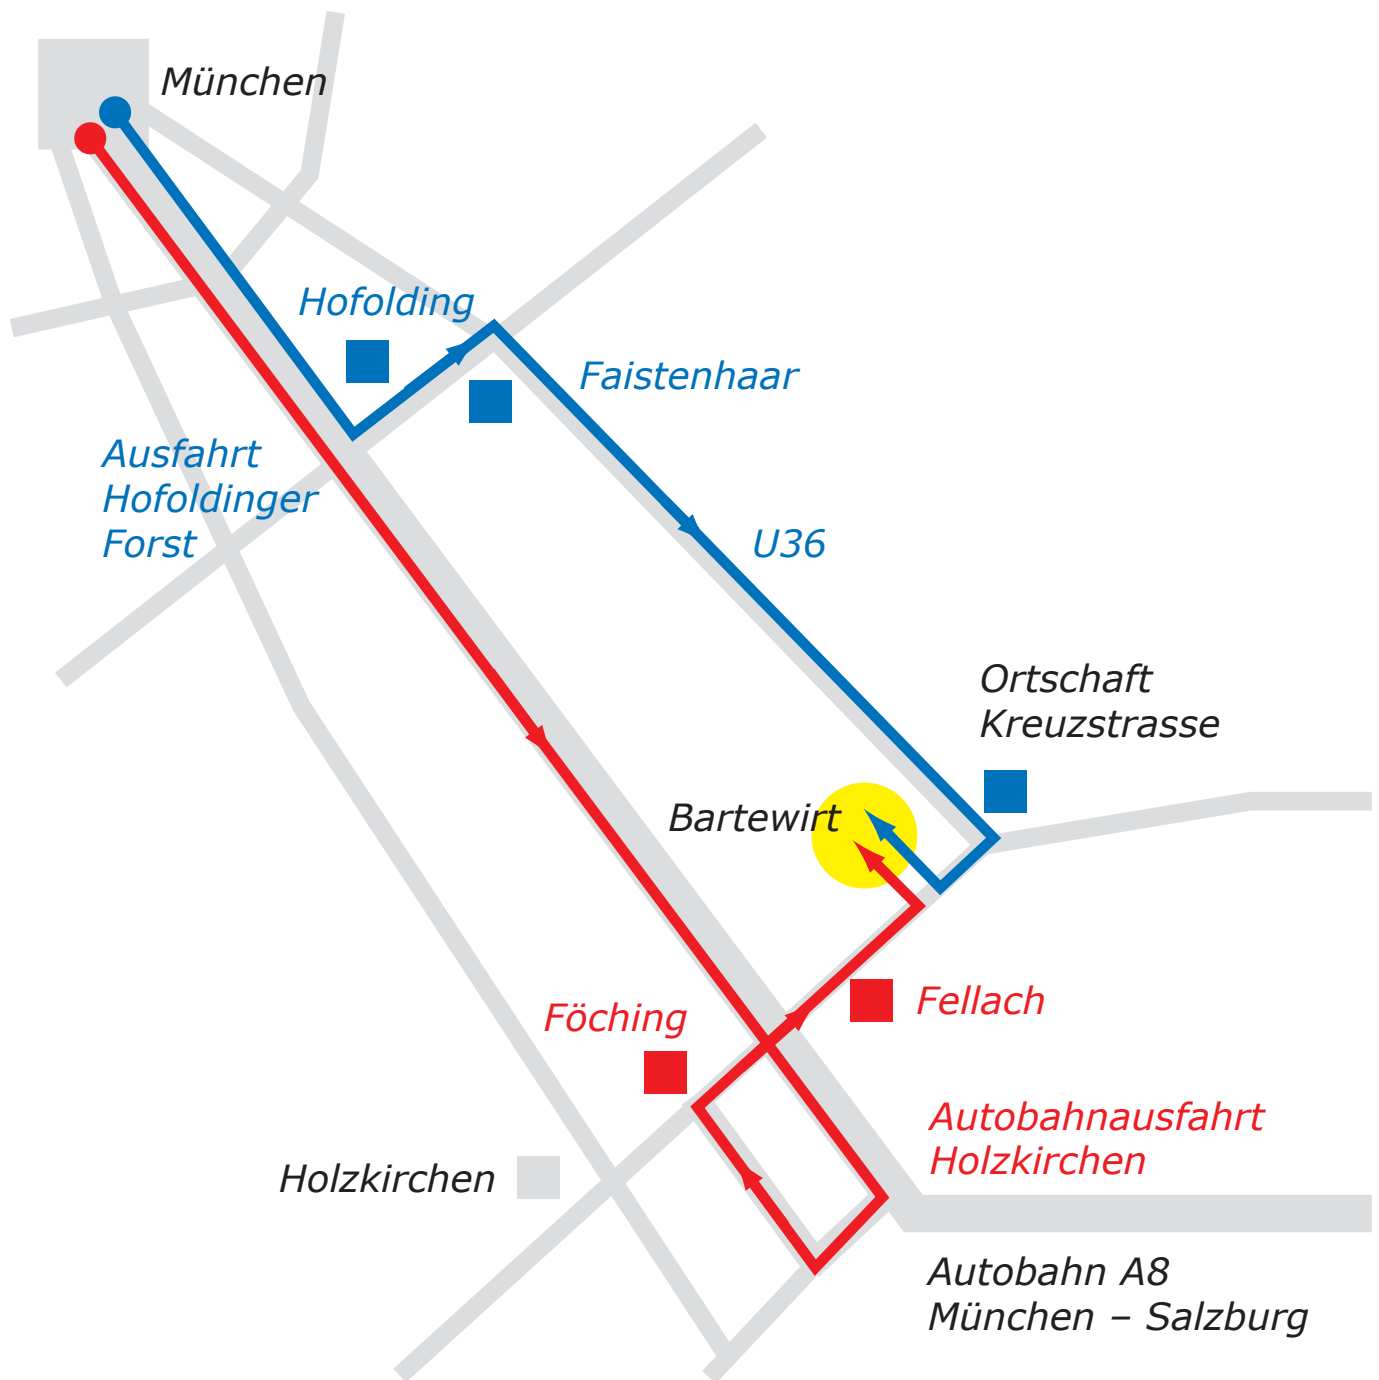 München
Hofolding
Faistenhaar
Ausfahrt
Hofoldinger
Forst
U36
Ortschaft
Kreuzstrasse
Bartewirt
Fellach
Föching
Autobahnausfahrt
Holzkirchen
Holzkirchen
Autobahn A8
München – Salzburg